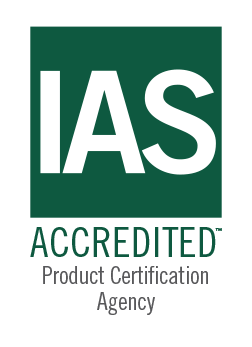 IAS
ACCREDITED™
Product Certification
Agency